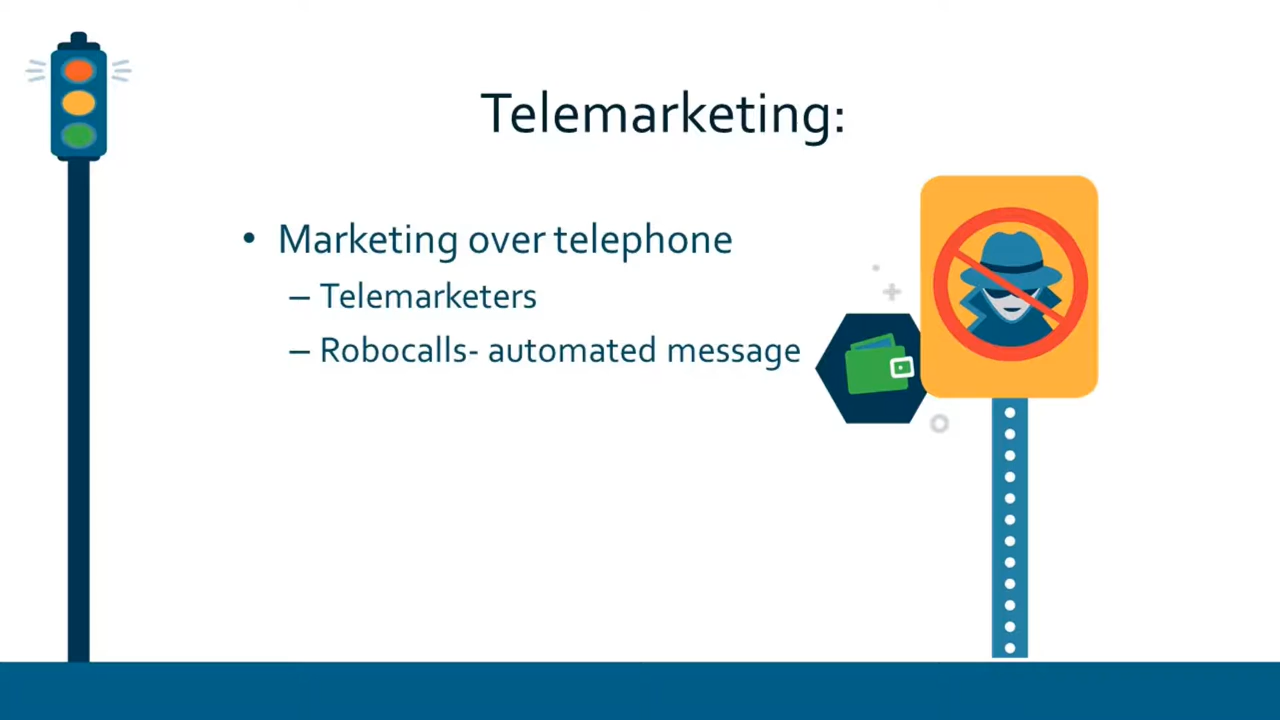 Telemarketing:
• Marketing over telephone
– Telemarketers
– Robocalls- automated message